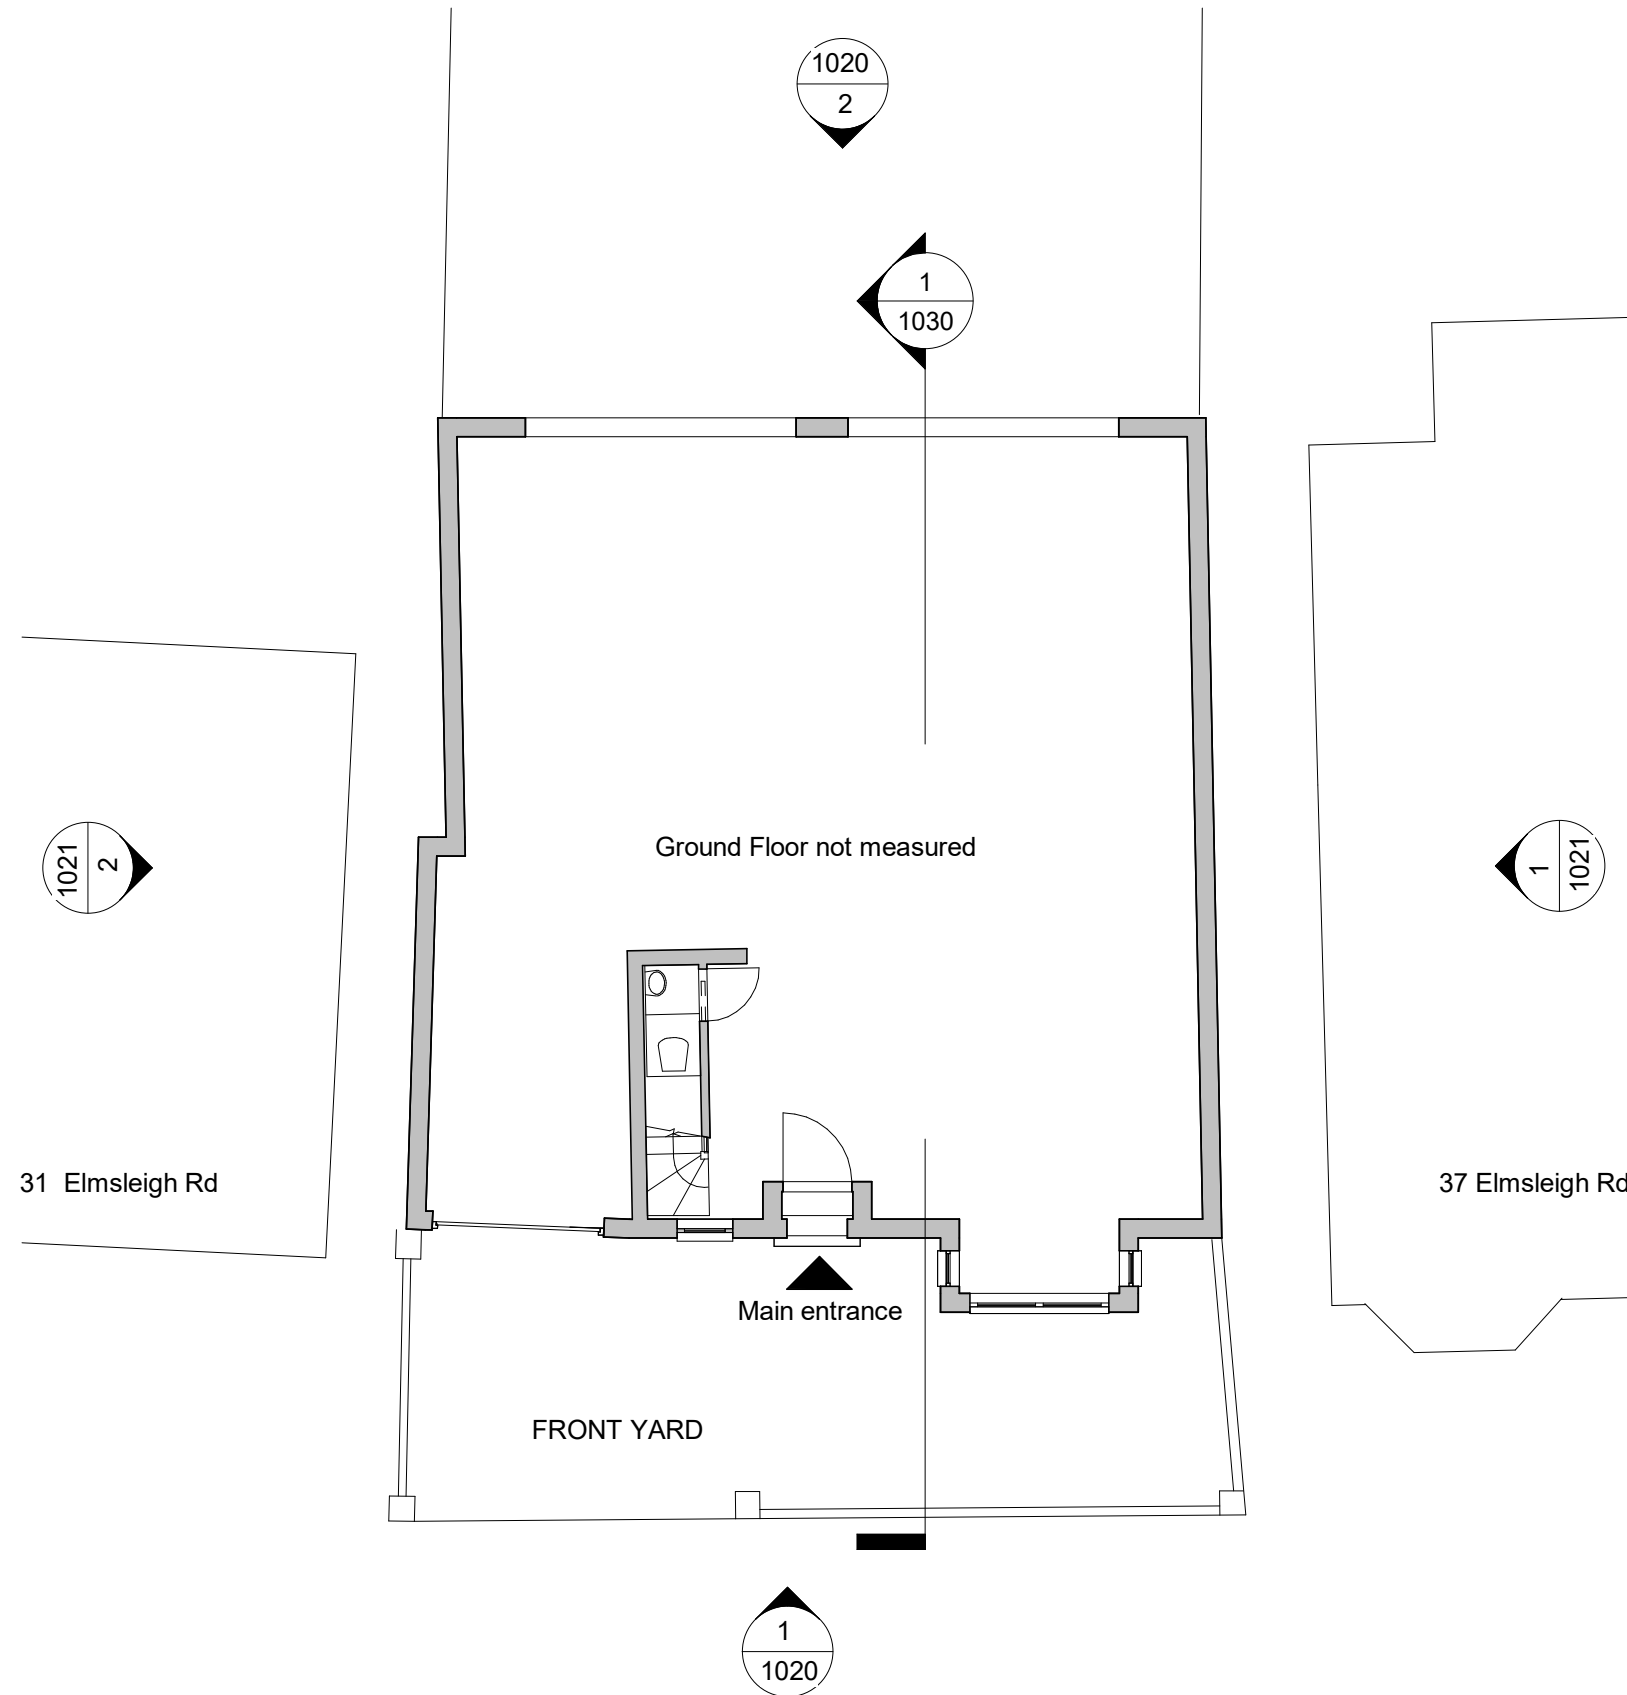 1020
2
1
1030
1021
2
Ground Floor not measured
1
1021
31 Elmsleigh Rd
37 Elmsleigh Rd
Main entrance
FRONT YARD
1
1020